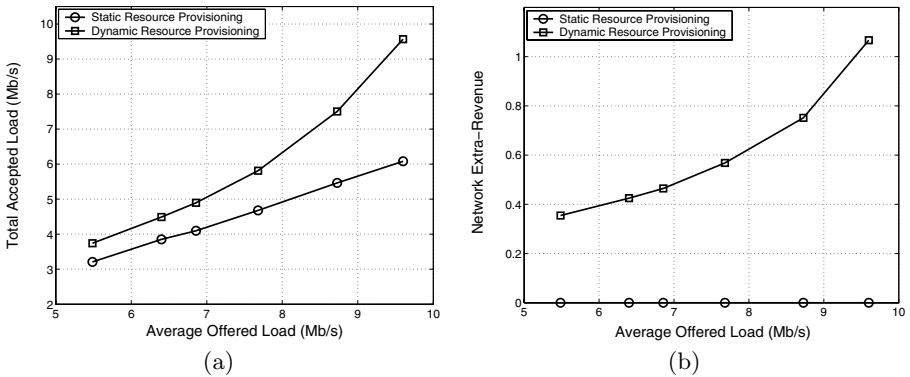 Static Resource Provisioning
Dynamic Resource Provisioning
10
9
8
7
6
5
4
3
2
Total Accepted Load (Mb/s)
5 6 7 8 9 10
Average Offered Load (Mb/s)
(a)
Static Resource Provisioning
Dynamic Resource Provisioning
1
0.8
0.6
0.4
0.2
0
Network Extra−Revenue
5 6 7 8 9 10
Average Offered Load (Mb/s)
(b)